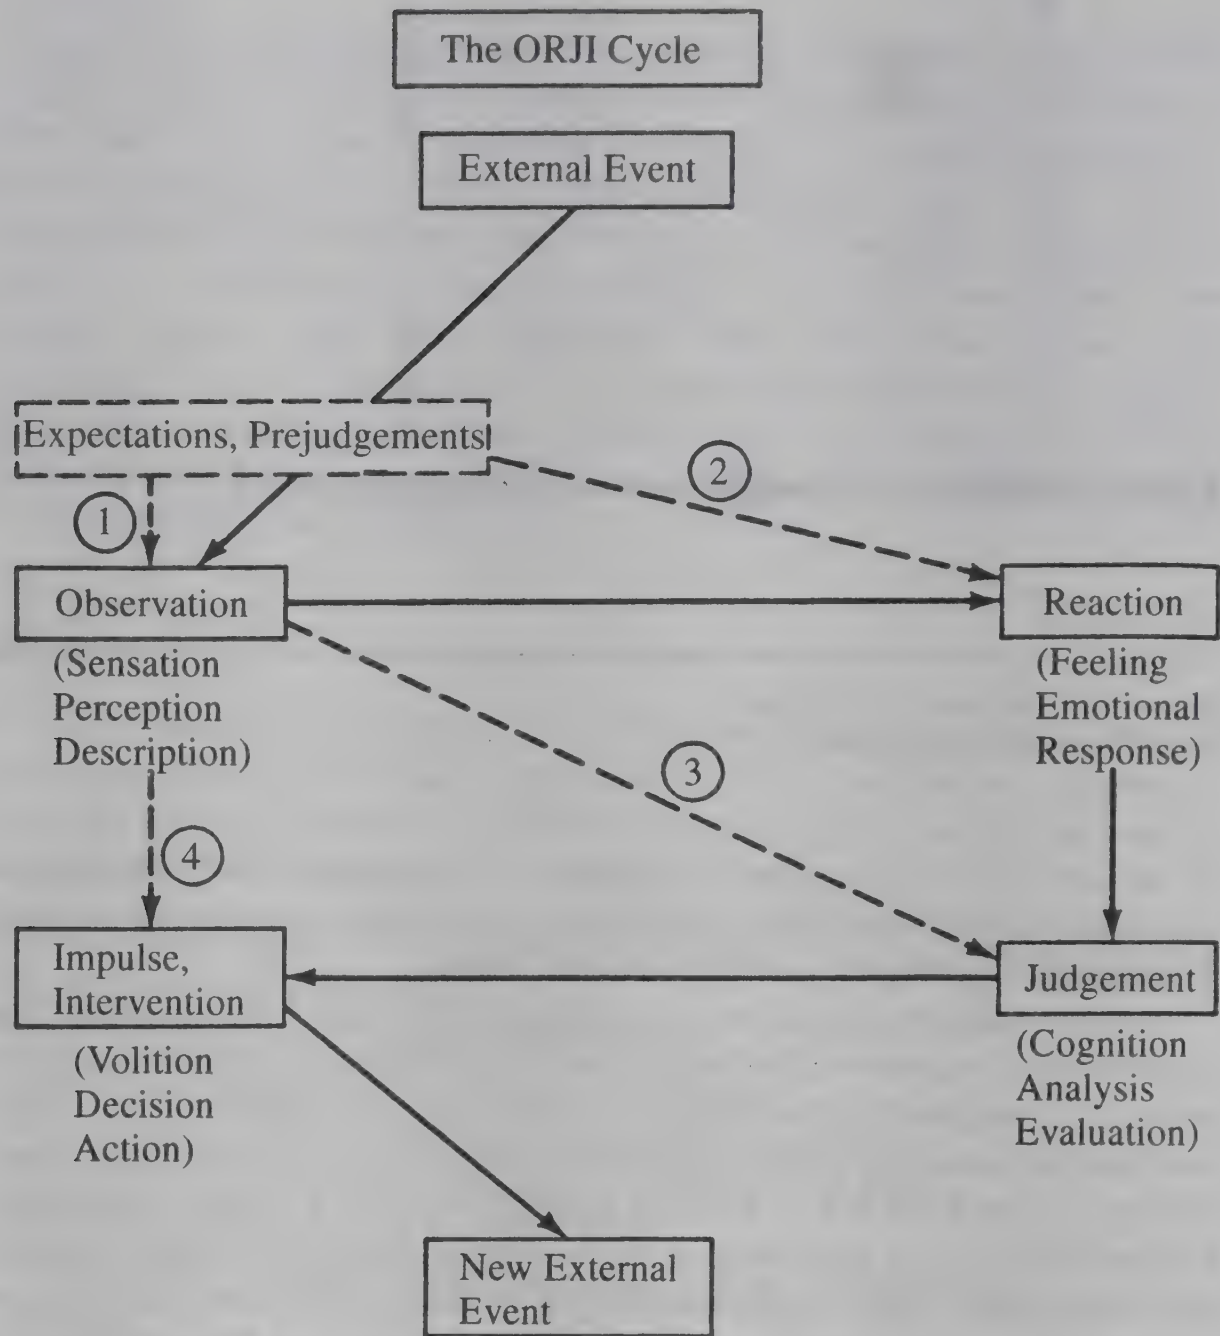 The ORJI Cycle
External Event
Expectations, Prejudgements
2
1
Observation
Reaction
(Sensation
Perception
Description)
(Feeling
Emotional
Response)
3
4
Impulse,
Intervention
Judgement
(Volition
Decision
Action)
(Cognition
Analysis
Evaluation)
New External
Event